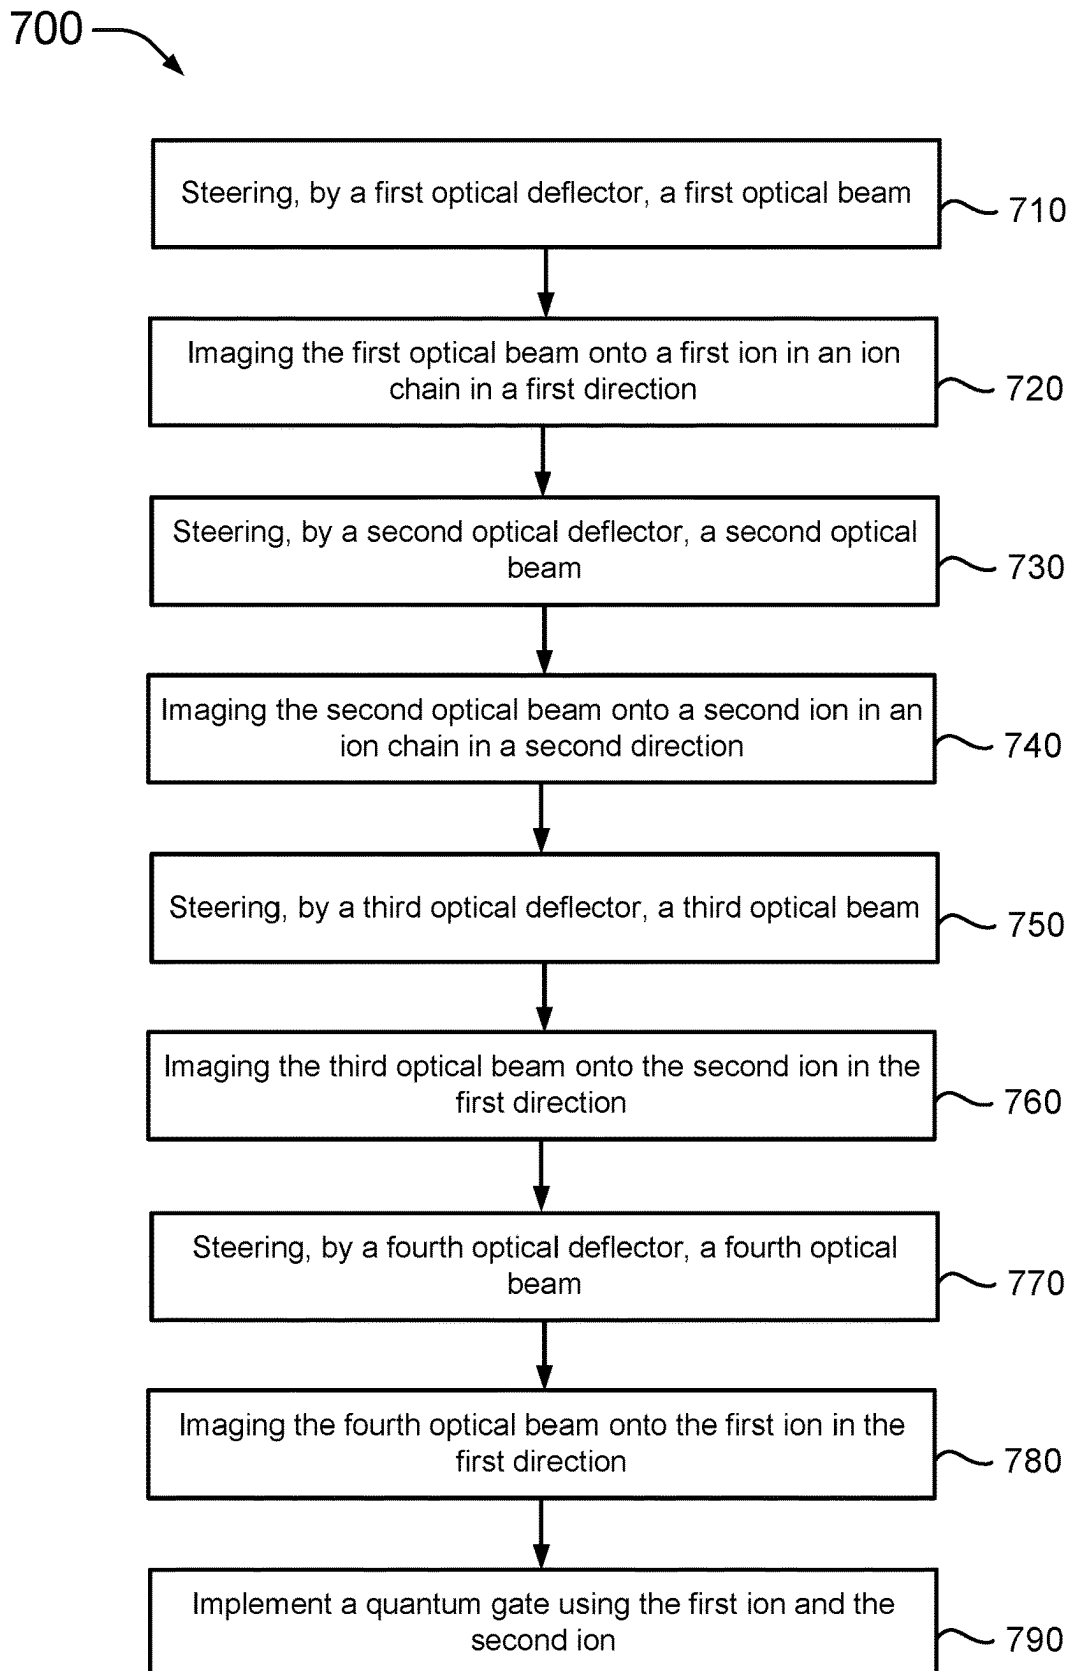 700
Steering, by a first optical deflector, a first optical beam
710
Imaging the first optical beam onto a first ion in an ion
chain in a first direction
720
Steering, by a second optical deflector, a second optical
beam
730
Imaging the second optical beam onto a second ion in an
ion chain in a second direction
740
Steering, by a third optical deflector, a third optical beam
750
Imaging the third optical beam onto the second ion in the
first direction
760
Steering, by a fourth optical deflector, a fourth optical
beam
770
Imaging the fourth optical beam onto the first ion in the
first direction
780
Implement a quantum gate using the first ion and the
second ion
790